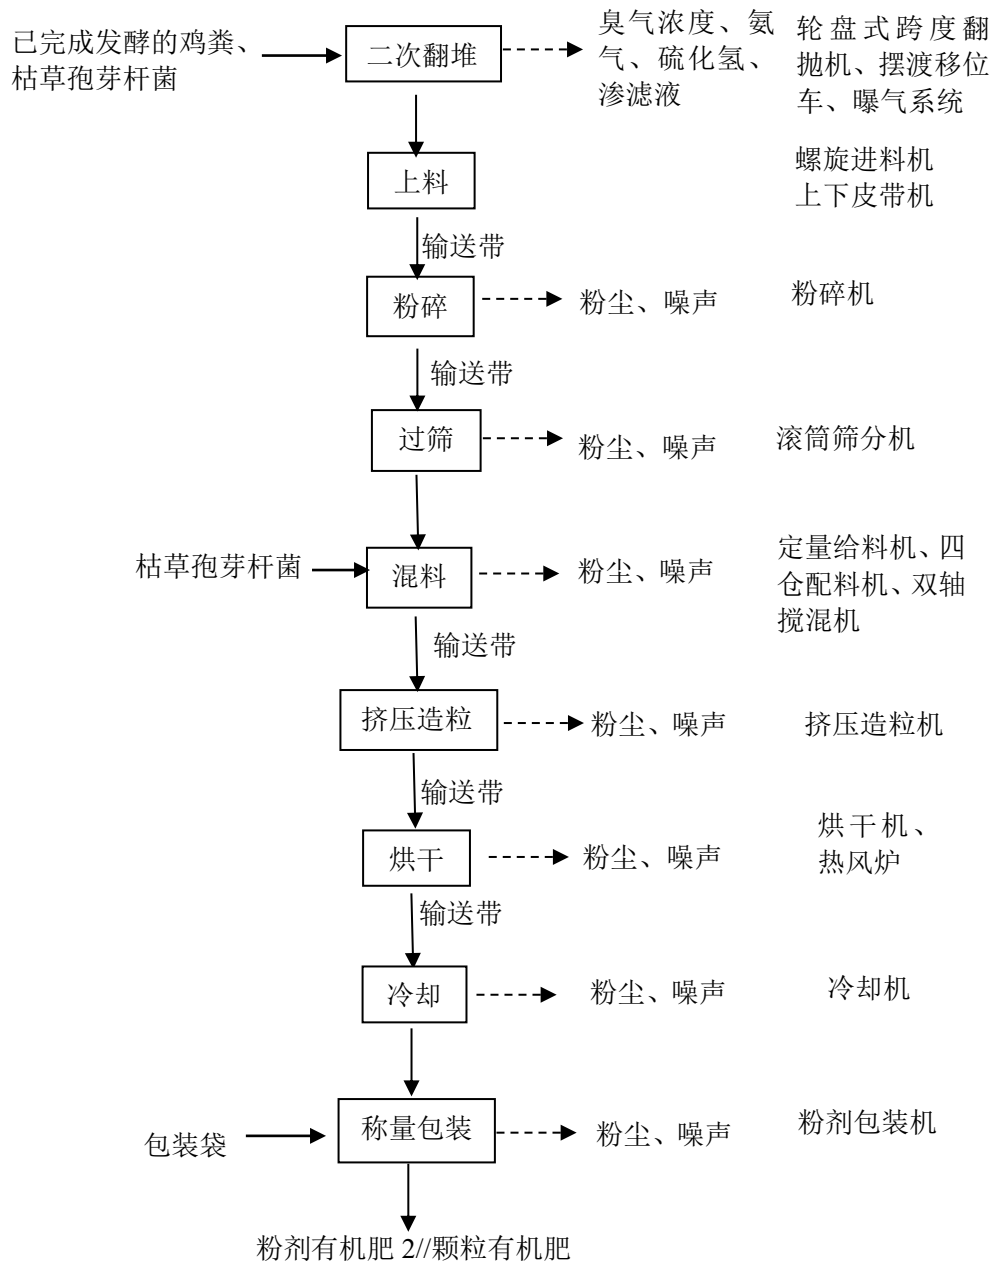 已完成发酵的鸡粪、
枯草孢芽杆菌
二次翻堆
臭气浓度、氨
气、硫化氢、
渗滤液
轮盘式跨度翻
抛机、摆渡移位
车、曝气系统
上料
螺旋进料机
上下皮带机
输送带
粉碎
粉尘、噪声
粉碎机
输送带
过筛
粉尘、噪声
滚筒筛分机
枯草孢芽杆菌
混料
粉尘、噪声
定量给料机、四
仓配料机、双轴
搅混机
输送带
挤压造粒
粉尘、噪声
挤压造粒机
输送带
烘干
粉尘、噪声
烘干机、
热风炉
输送带
冷却
粉尘、噪声
冷却机
包装袋
称量包装
粉尘、噪声
粉剂包装机
粉剂有机肥 2//颗粒有机肥